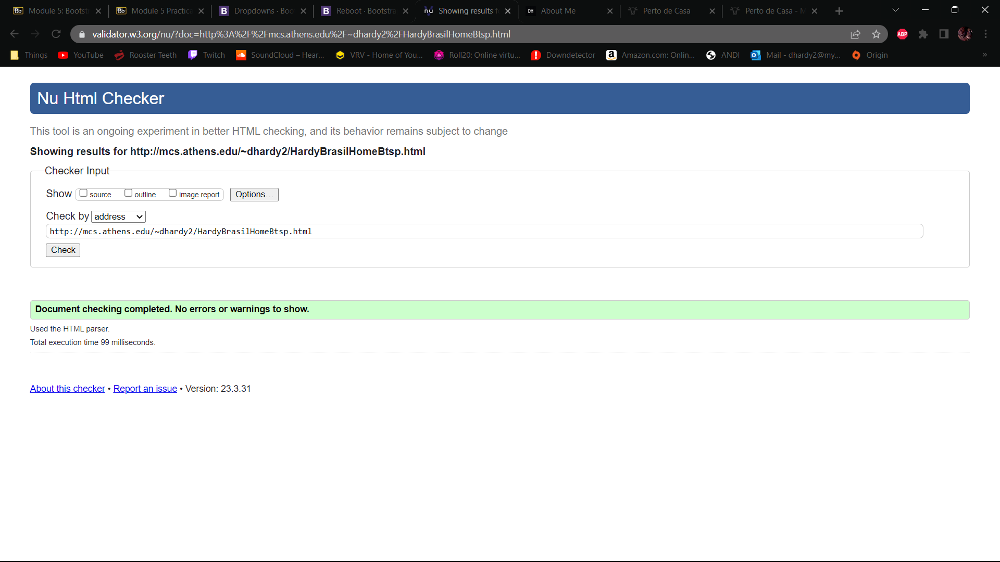 Module 5: Bootst
Module 5 Practica
Dropdowns · Boo
Reboot · Bootstra
Showing results f
About Me
Perto de Casa
Perto de Casa - M
validator.w3.org/nu/?doc=http%3A%2F%2Fmcs.athens.edu%2F~dhardy2%2FHardyBrasilHomeBtsp.html
Things
YouTube
Rooster Teeth
Twitch
SoundCloud – Hear...
VRV - Home of You...
Roll20: Online virtu...
Downdetector
Amazon.com: Onlin...
ANDI
Mail - dhardy2@my...
Origin
»
Nu Html Checker
This tool is an ongoing experiment in better HTML checking, and its behavior remains subject to change
Showing results for http://mcs.athens.edu/~dhardy2/HardyBrasilHomeBtsp.html
Checker Input
Show source outline image report Options...
Check by address
http://mcs.athens.edu/~dhardy2/HardyBrasilHomeBtsp.html
Check
Document checking completed. No errors or warnings to show.
Used the HTML parser.
Total execution time 99 milliseconds.
About this checker • Report an issue • Version: 23.3.31